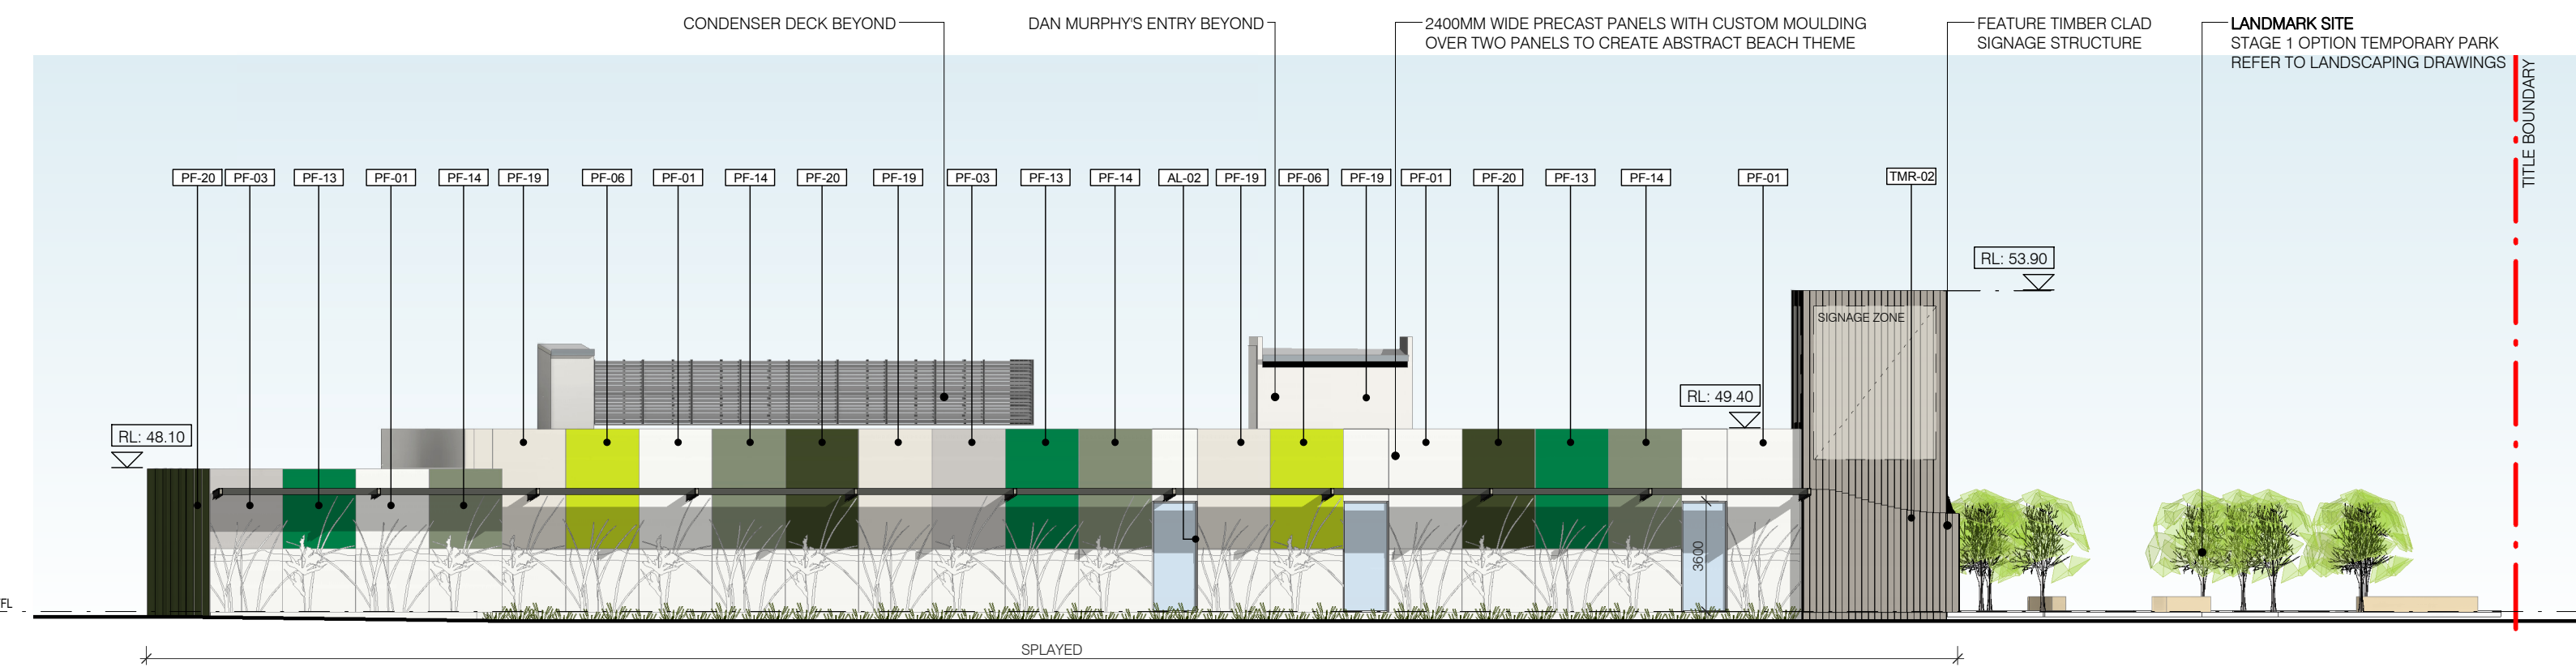 CONDENSER DECK BEYOND
DAN MURPHY'S ENTRY BEYOND
2400MM WIDE PRECAST PANELS WITH CUSTOM MOULDING
OVER TWO PANELS TO CREATE ABSTRACT BEACH THEME
FEATURE TIMBER CLAD
SIGNAGE STRUCTURE
LANDMARK SITE
STAGE 1 OPTION TEMPORARY PARK
REFER TO LANDSCAPING DRAWINGS
TITLE BOUNDARY
PF-20
PF-03
PF-13
PF-01
PF-14
PF-19
PF-06
PF-01
PF-14
PF-20
PF-19
PF-03
PF-13
PF-14
AL-02
PF-19
PF-06
PF-19
PF-01
PF-20
PF-13
PF-14
PF-01
TMR-02
RL: 53.90
SIGNAGE ZONE
RL: 49.40
RL: 48.10
3600
FL
SPLAYED